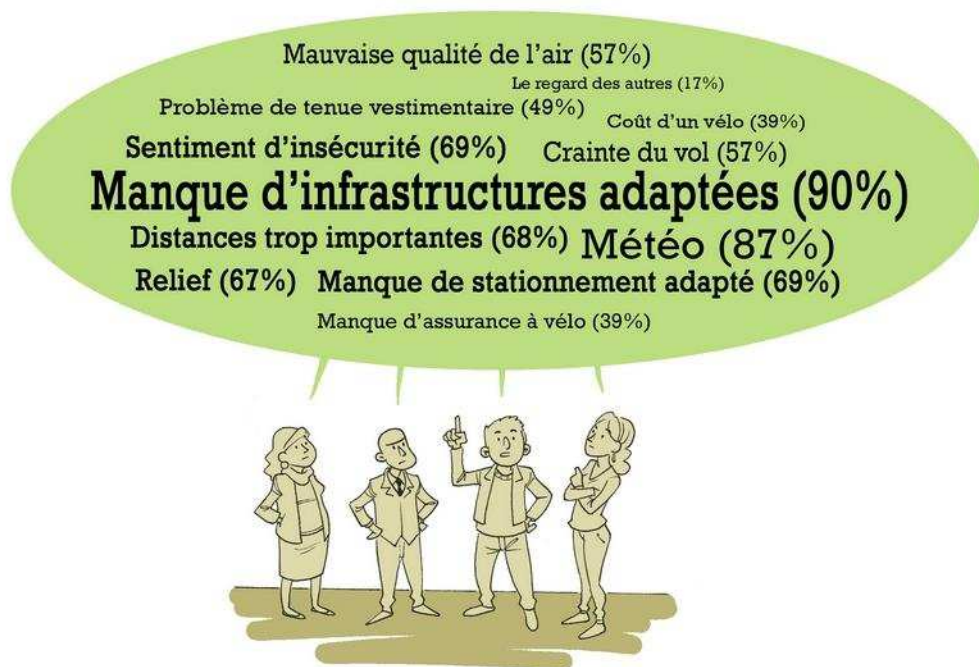 Mauvaise qualité de l'air (57%)
Le regard des autres (17%)
Problème de tenue vestimentaire (49%)
Coût d'un vélo (39%)
Sentiment d'insécurité (69%)
Crainte du vol (57%)
Manque d'infrastructures adaptées (90%)
Distances trop importantes (68%)
Météo (87%)
Relief (67%)
Manque de stationnement adapté (69%)
Manque d'assurance à vélo (39%)